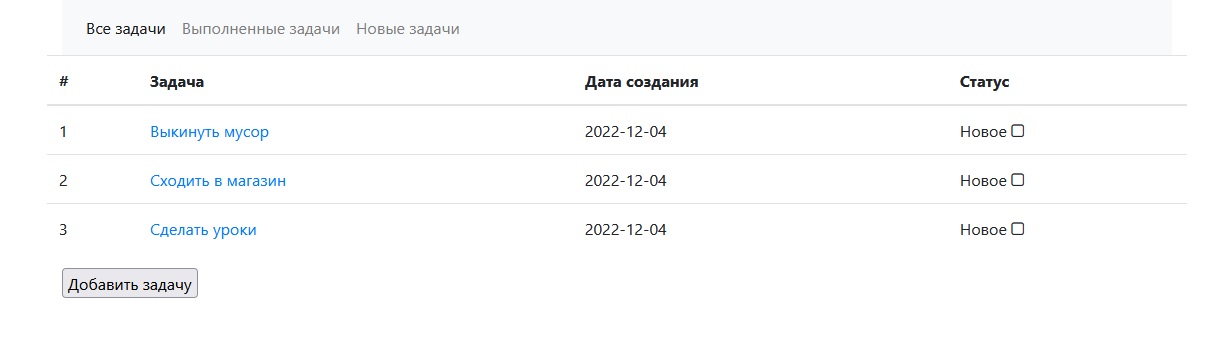 Все задачи Выполненные задачи Новые задачи
# Задача Дата создания Статус
1 Выкинуть мусор 2022-12-04 Новое
2 Сходить в магазин 2022-12-04 Новое
3 Сделать уроки 2022-12-04 Новое
Добавить задачу